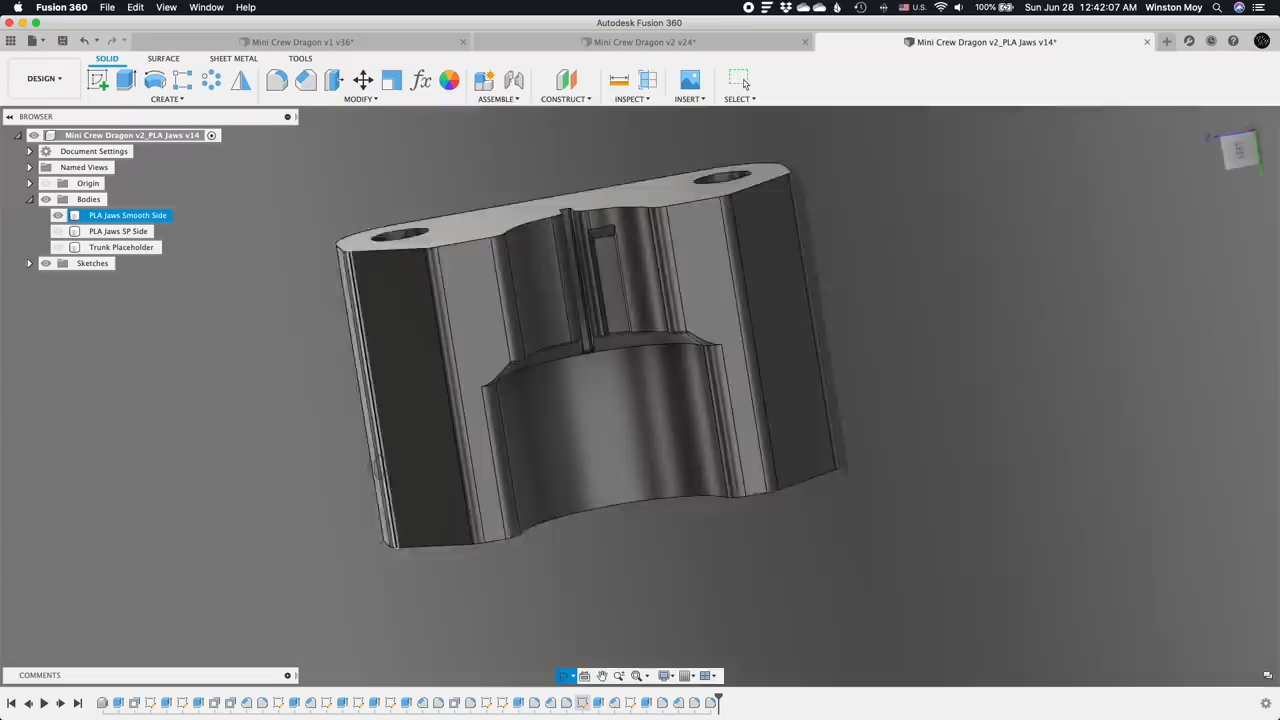 Fusion 360 File Edit View Window Help
100% U.S. Sun Jun 28 12:42:07 AM Winston Moy
Autodesk Fusion 360
Mini Crew Dragon v1 v36* Mini Crew Dragon v2 v24* Mini Crew Dragon v2_PLA Jaws v14*
SOLID SURFACE SHEET METAL TOOLS
DESIGN
CREATE MODIFY ASSEMBLE CONSTRUCT INSPECT INSERT SELECT
BROWSER
Mini Crew Dragon v2_PLA Jaws v14
Document Settings
Named Views
Origin
Bodies
PLA Jaws Smooth Side
PLA Jaws SP Side
Trunk Placeholder
Sketches
COMMENTS